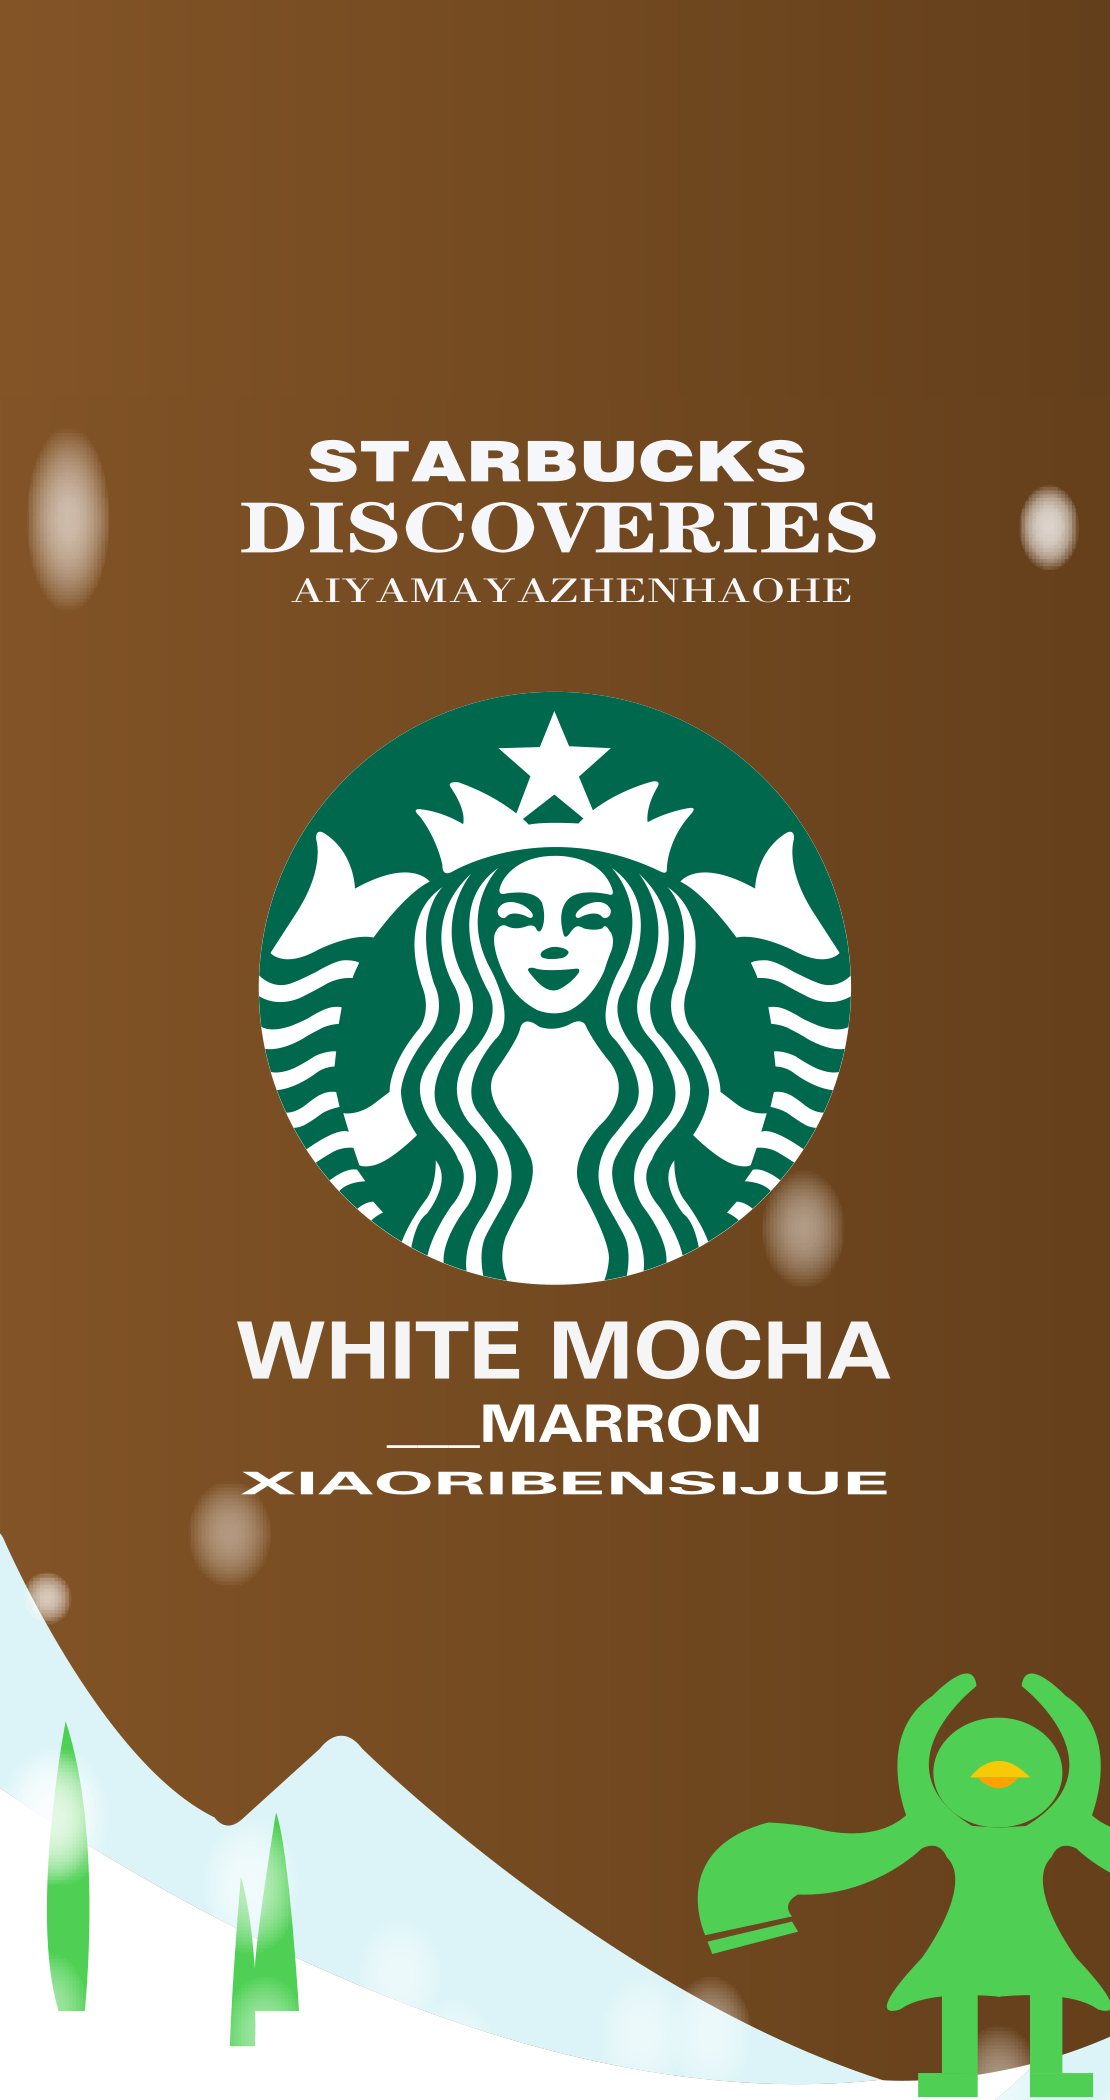 STARBUCKS
DISCOVERIES
AIYAMAYAZHENHAOHE
WHITE MOCHA
___MARRON
XIAORIBENSIJUE